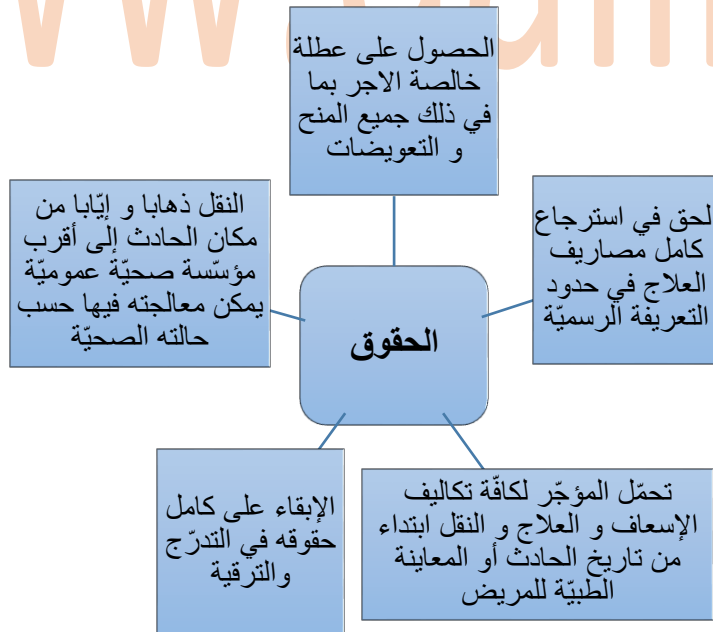 الحصول على عطلة
خالصة الاجر بما
في ذلك جميع المنح
و التعويضات
لحق في استرجاع
كامل مصاريف
العلاج في حدود
التعريفة الرسميّة
النقل ذهابا و إيّابا من
مكان الحادث إلى أقرب
مؤسّسة صحيّة عموميّة
يمكن معالجته فيها حسب
حالته الصحيّة
الحقوق
تحمّل المؤجّر لكافّة تكاليف
الإسعاف و العلاج و النقل ابتداء
من تاريخ الحادث أو المعاينة
الطبيّة للمريض
الإبقاء على كامل
حقوقه في التدرّج
والترقية